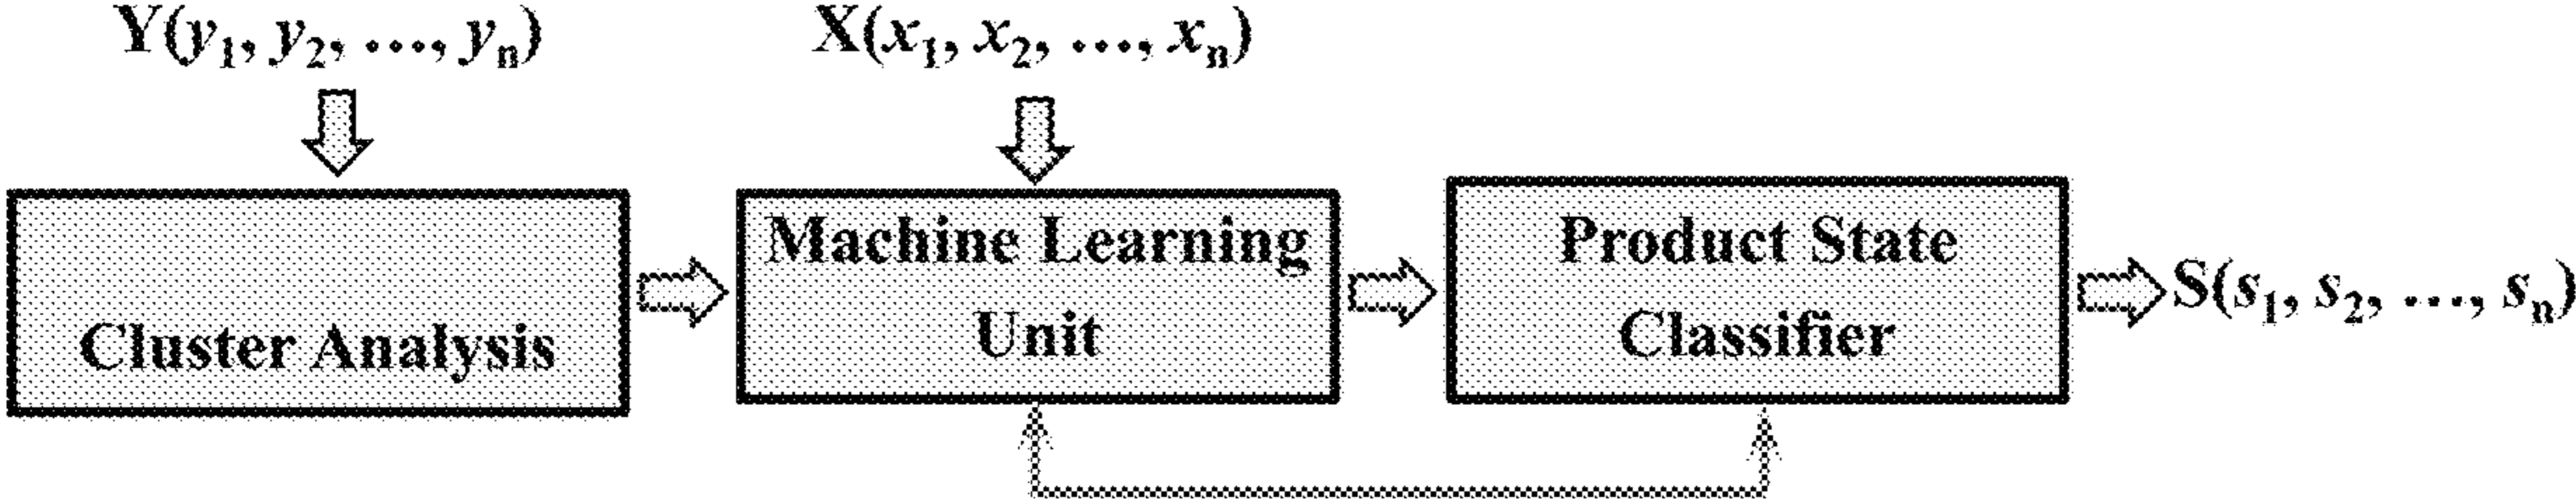 Y(y₁, y₂, ..., yₙ)
X(x₁, x₂, ..., xₙ)
Cluster Analysis
Machine Learning
Unit
Product State
Classifier
S(s₁, s₂, ..., sₙ)